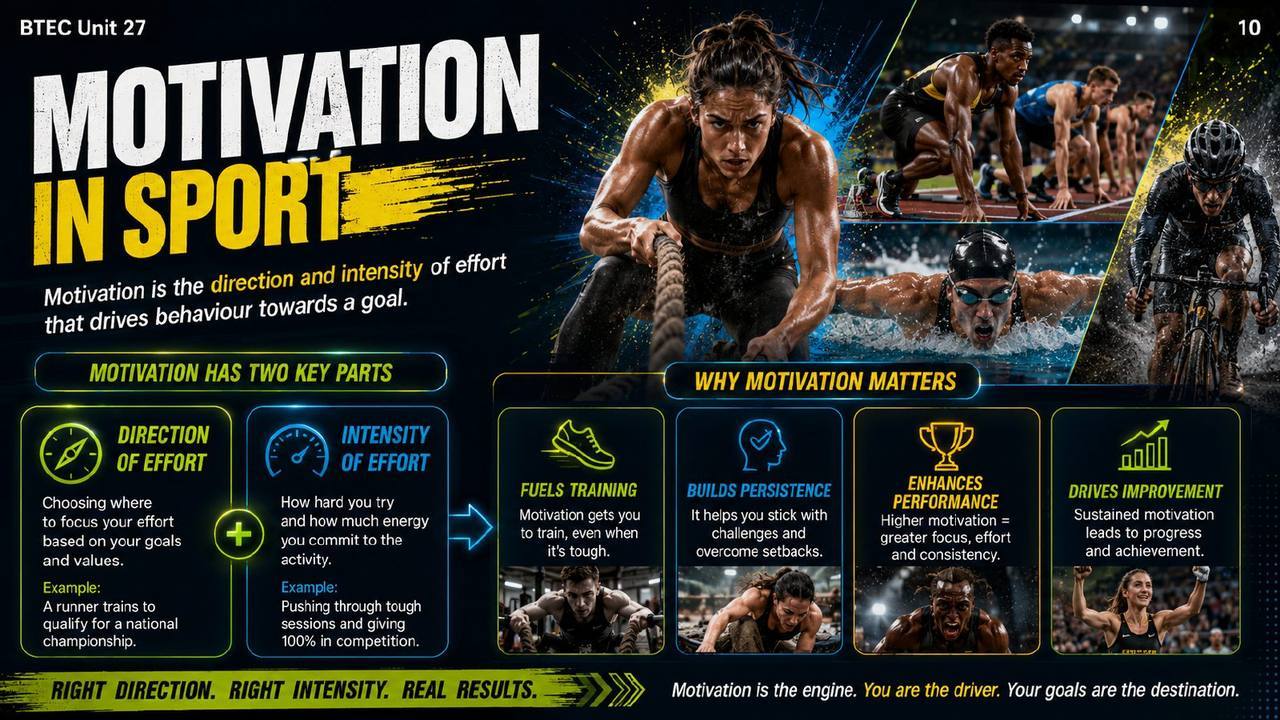 BTEC Unit 27
10
MOTIVATION
IN SPORT
Motivation is the direction and intensity of effort
that drives behaviour towards a goal.
MOTIVATION HAS TWO KEY PARTS
DIRECTION
OF EFFORT
Choosing where
to focus your effort
based on your goals
and values.
Example:
A runner trains to
qualify for a national
championship.
INTENSITY
OF EFFORT
How hard you try
and how much energy
you commit to the
activity.
Example:
Pushing through tough
sessions and giving
100% in competition.
WHY MOTIVATION MATTERS
FUELS TRAINING
Motivation gets you
to train, even when
it's tough.
BUILDS PERSISTENCE
It helps you stick with
challenges and
overcome setbacks.
ENHANCES
PERFORMANCE
Higher motivation =
greater focus, effort
and consistency.
DRIVES IMPROVEMENT
Sustained motivation
leads to progress
and achievement.
RIGHT DIRECTION. RIGHT INTENSITY. REAL RESULTS.
Motivation is the engine. You are the driver. Your goals are the destination.